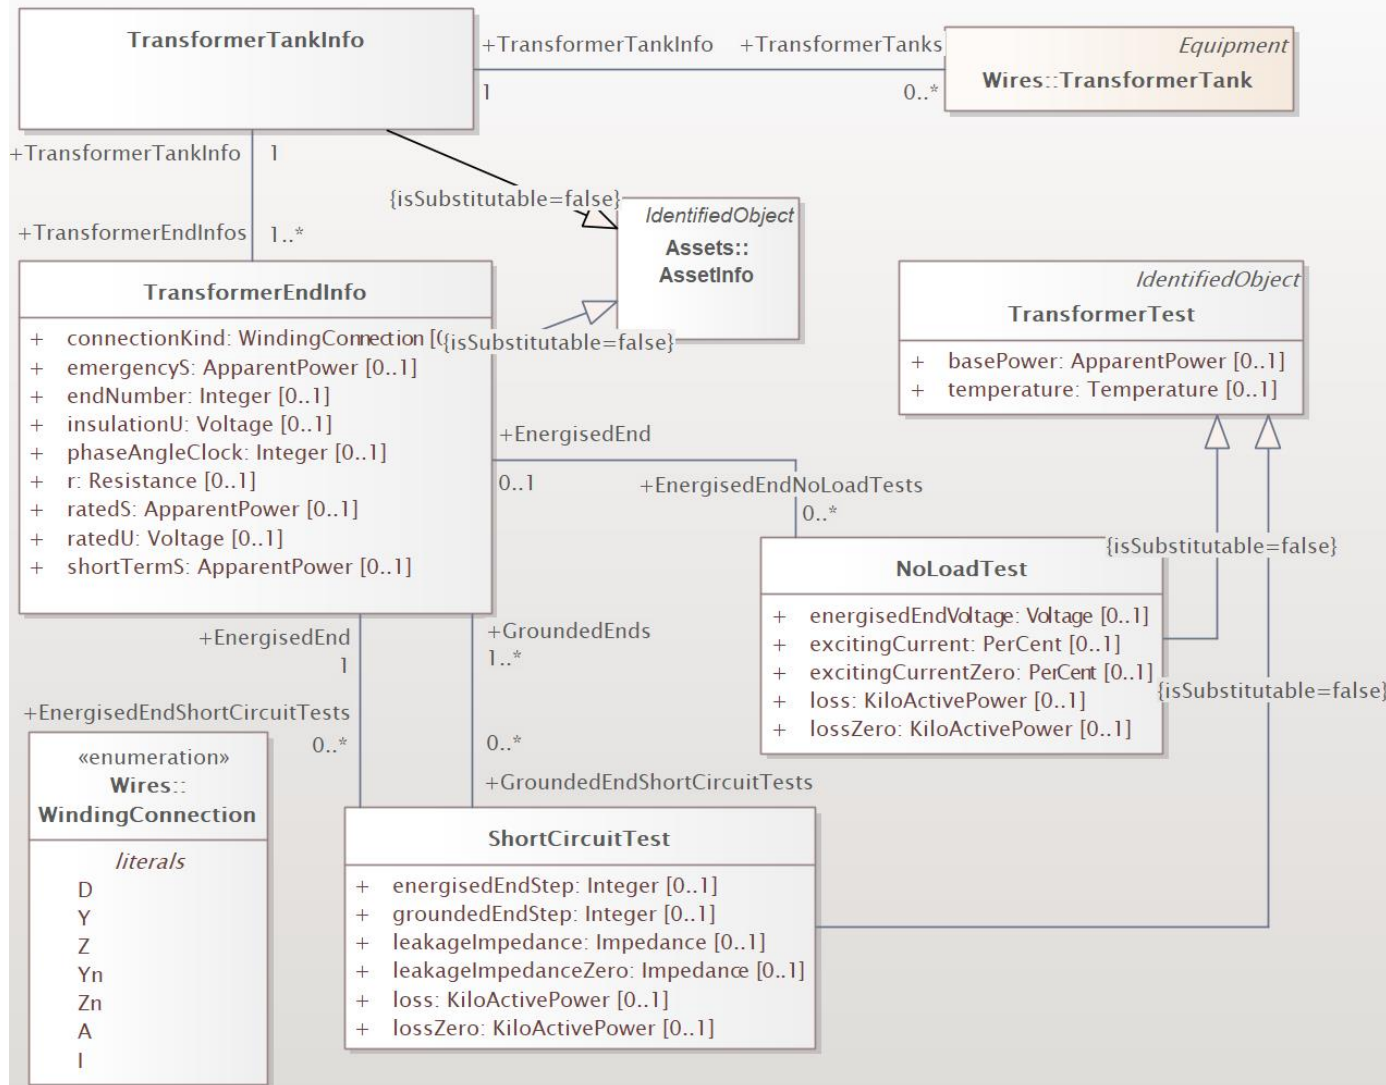 TransformerTankInfo
+TransformerTankInfo
+TransformerTanks
1
0..*
Equipment
Wires::TransformerTank
+TransformerTankInfo
1
+TransformerEndInfos
1..*
{isSubstitutable=false}
IdentifiedObject
Assets::
AssetInfo
TransformerEndInfo
+ connectionKind: WindingConnection [(
+ emergencyS: ApparentPower [0..1]
+ endNumber: Integer [0..1]
+ insulationU: Voltage [0..1]
+ phaseAngleClock: Integer [0..1]
+ r: Resistance [0..1]
+ ratedS: ApparentPower [0..1]
+ ratedU: Voltage [0..1]
+ shortTermS: ApparentPower [0..1]
{isSubstitutable=false}
IdentifiedObject
TransformerTest
+ basePower: ApparentPower [0..1]
+ temperature: Temperature [0..1]
+EnergisedEnd
0..1
+EnergisedEndNoLoadTests
0..*
{isSubstitutable=false}
NoLoadTest
+ energisedEndVoltage: Voltage [0..1]
+ excitingCurrent: PerCent [0..1]
+ excitingCurrentZero: PerCent [0..1]
+ loss: KiloActivePower [0..1]
+ lossZero: KiloActivePower [0..1]
{isSubstitutable=false}
+EnergisedEnd
1
+GroundedEnds
1..*
+EnergisedEndShortCircuitTests
0..*
0..*
+GroundedEndShortCircuitTests
«enumeration»
Wires::
WindingConnection
literals
D
Y
Z
Yn
Zn
A
I
ShortCircuitTest
+ energisedEndStep: Integer [0..1]
+ groundedEndStep: Integer [0..1]
+ leakageImpedance: Impedance [0..1]
+ leakageImpedanceZero: Impedance [0..1]
+ loss: KiloActivePower [0..1]
+ lossZero: KiloActivePower [0..1]